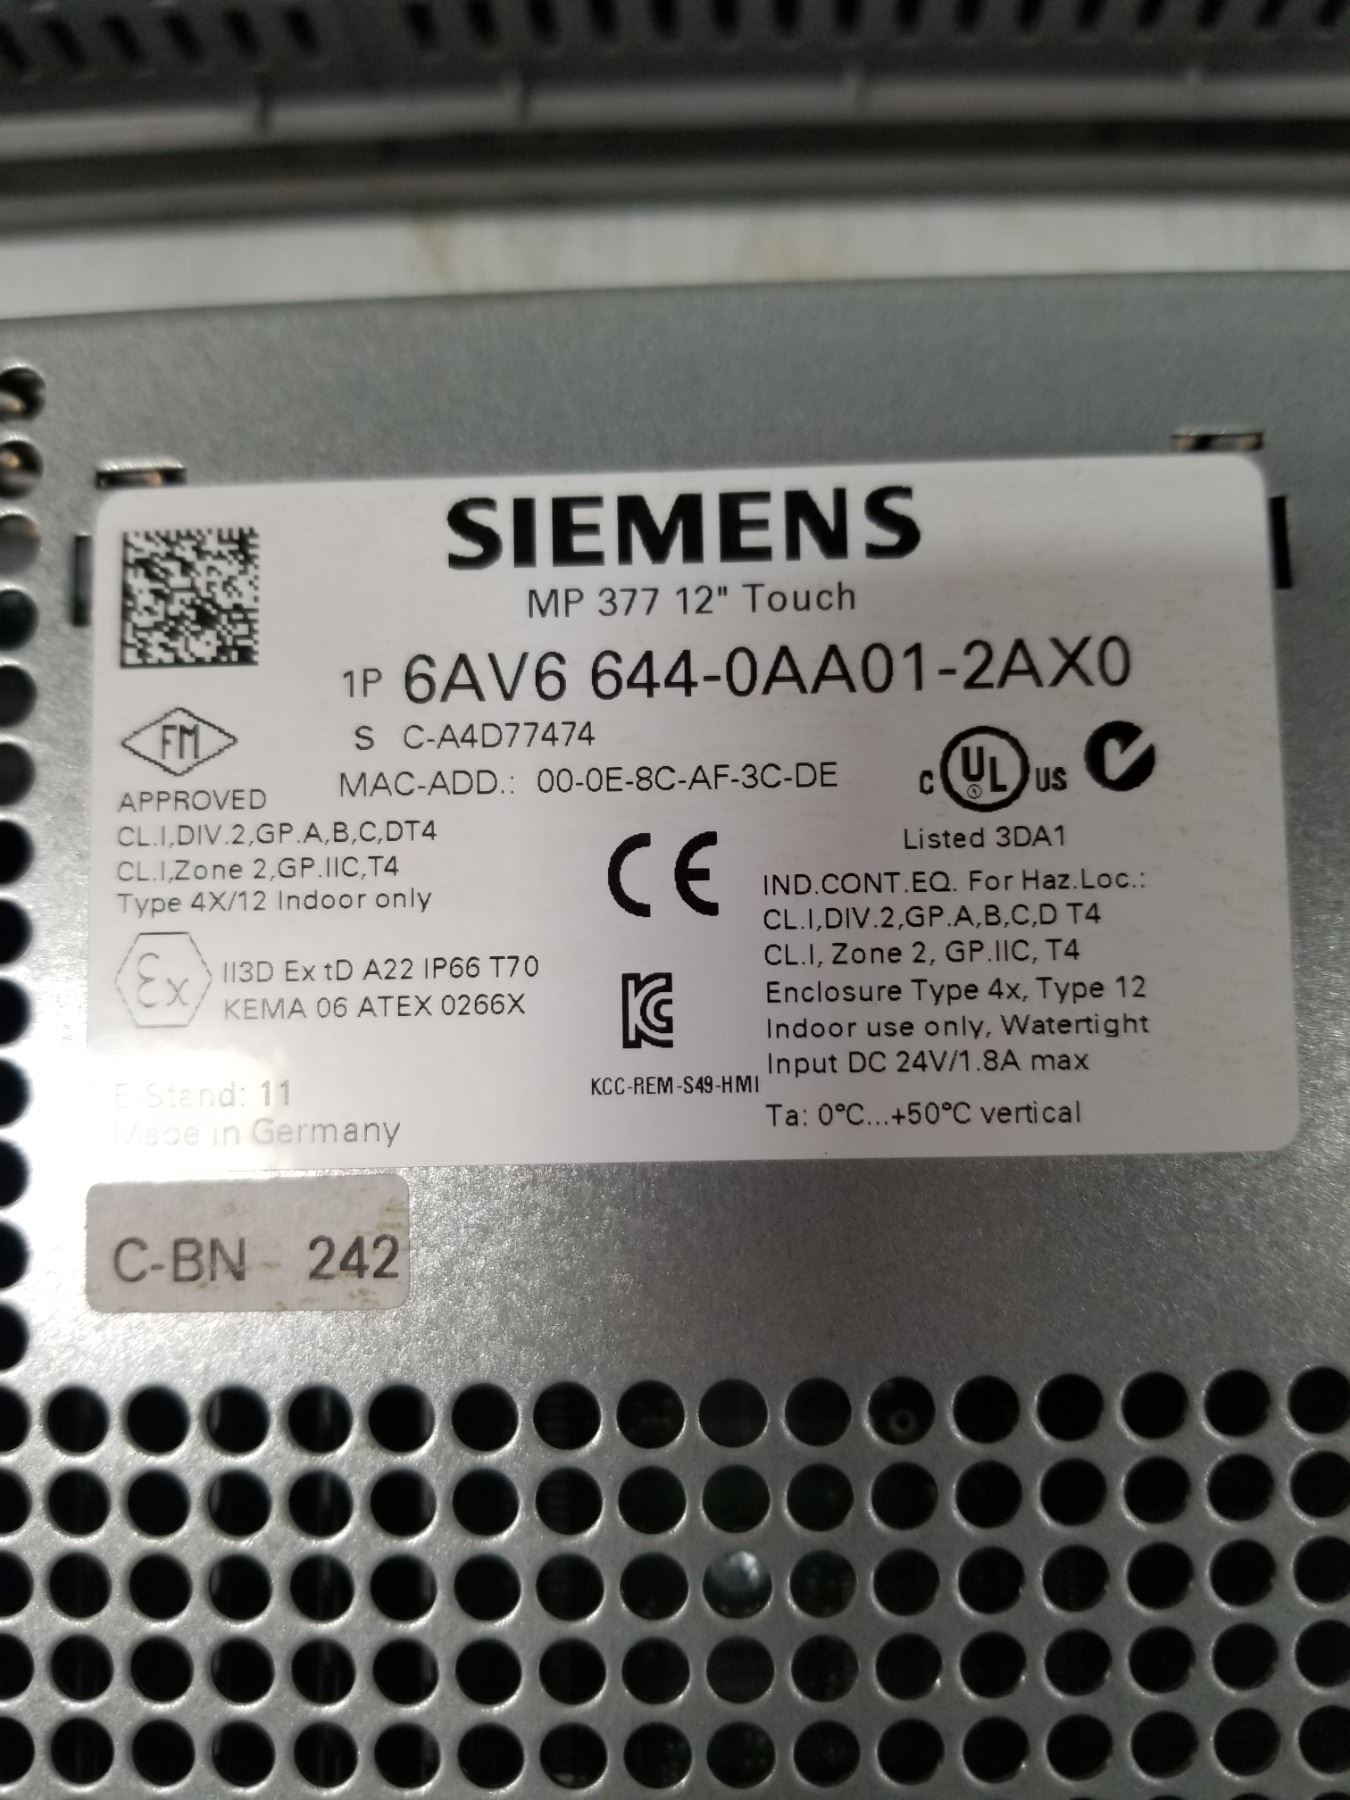 SIEMENS
MP 377 12" Touch
1P 6AV6 644-0AA01-2AX0
S C-A4D77474
MAC-ADD.: 00-0E-8C-AF-3C-DE
FM
APPROVED
CL.I,DIV.2,GP.A,B,C,DT4
CL.I,Zone 2,GP.IIC,T4
Type 4X/12 Indoor only
C UL US
Listed 3DA1
CE
IND.CONT.EQ. For Haz.Loc.:
CL.I,DIV.2,GP.A,B,C,D T4
CL.I, Zone 2, GP.IIC, T4
Enclosure Type 4x, Type 12
Indoor use only, Watertight
Input DC 24V/1.8A max
Ta: 0°C...+50°C vertical
Ex II3D Ex tD A22 IP66 T70
KEMA 06 ATEX 0266X
KC
KCC-REM-S49-HMI
E-Stand: 11
Made in Germany
C-BN 242